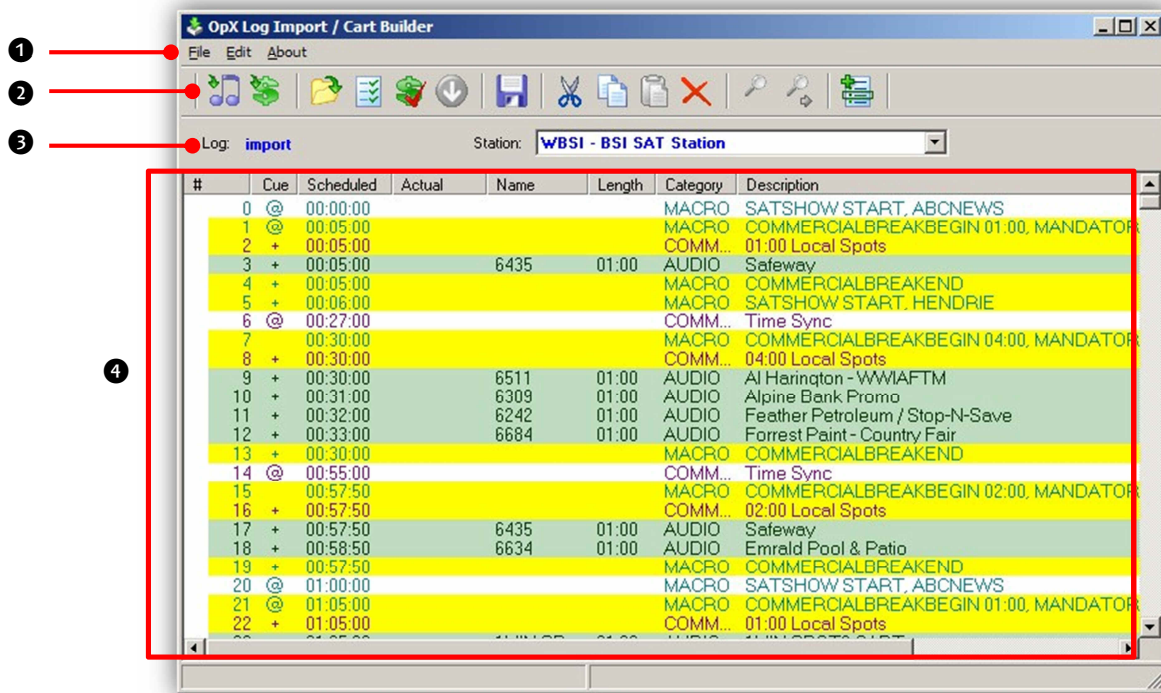 OpX Log Import / Cart Builder
❶
File Edit About
❷
❸
Log: import Station: WBSI - BSI SAT Station
# Cue Scheduled Actual Name Length Category Description
0 @ 00:00:00 MACRO SATSHOW START, ABCNEWS
1 @ 00:05:00 MACRO COMMERCIALBREAKBEGIN 01:00, MANDATOR
2 + 00:05:00 COMM... 01:00 Local Spots
3 + 00:05:00 6435 01:00 AUDIO Safeway
4 + 00:05:00 MACRO COMMERCIALBREAKEND
5 + 00:06:00 MACRO SATSHOW START, HENDRIE
6 @ 00:27:00 COMM... Time Sync
7 00:30:00 MACRO COMMERCIALBREAKBEGIN 04:00, MANDATOR
8 + 00:30:00 COMM... 04:00 Local Spots
❹
9 + 00:30:00 6511 01:00 AUDIO Al Harington - WWIAFTM
10 + 00:31:00 6309 01:00 AUDIO Alpine Bank Promo
11 + 00:32:00 6242 01:00 AUDIO Feather Petroleum / Stop-N-Save
12 + 00:33:00 6684 01:00 AUDIO Forrest Paint - Country Fair
13 + 00:30:00 MACRO COMMERCIALBREAKEND
14 @ 00:55:00 COMM... Time Sync
15 00:57:50 MACRO COMMERCIALBREAKBEGIN 02:00, MANDATOR
16 + 00:57:50 COMM... 02:00 Local Spots
17 + 00:57:50 6435 01:00 AUDIO Safeway
18 + 00:58:50 6634 01:00 AUDIO Emrald Pool & Patio
19 + 00:57:50 MACRO COMMERCIALBREAKEND
20 @ 01:00:00 MACRO SATSHOW START, ABCNEWS
21 @ 01:05:00 MACRO COMMERCIALBREAKBEGIN 01:00, MANDATOR
22 + 01:05:00 COMM... 01:00 Local Spots